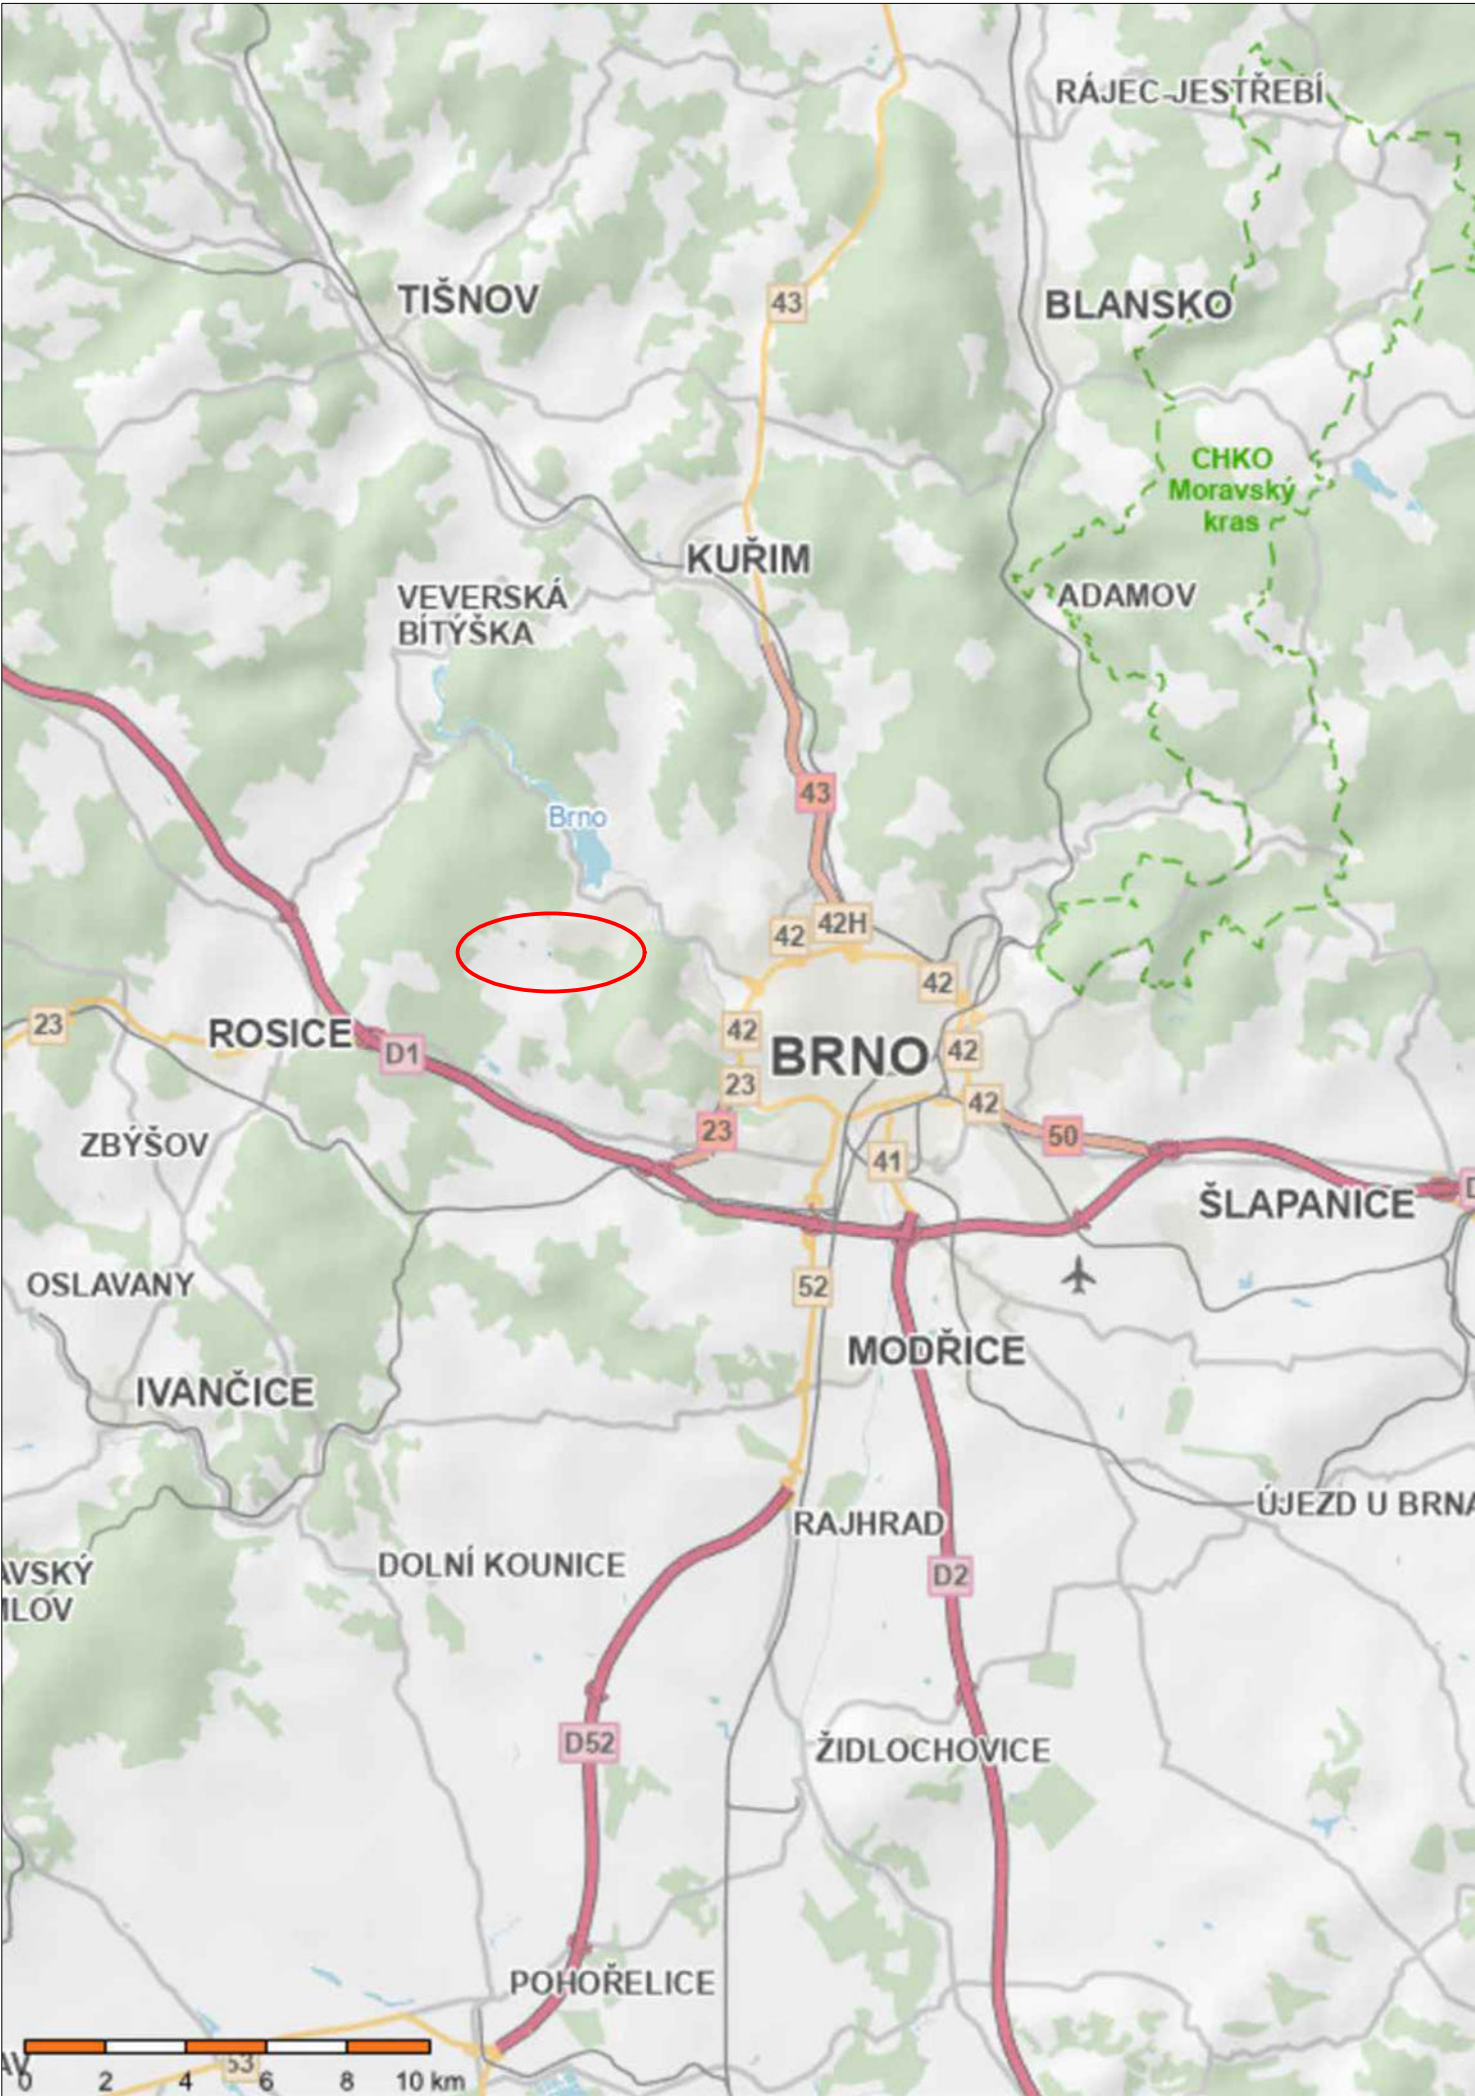 RÁJEC-JESTŘEBÍ
TIŠNOV
43
BLANSKO
CHKO
Moravský
kras
KUŘIM
VEVERSKÁ
BÍTÝŠKA
ADAMOV
43
Brno
42H
42
42
23
ROSICE
D1
42
BRNO
42
23
42
23
50
ZBÝŠOV
41
ŠLAPANICE
D
OSLAVANY
52
MODŘICE
IVANČICE
ÚJEZD U BRNA
RAJHRAD
DOLNÍ KOUNICE
AVSKÝ
MLOV
D2
D52
ŽIDLOCHOVICE
POHOŘELICE
53
0 2 4 6 8 10 km